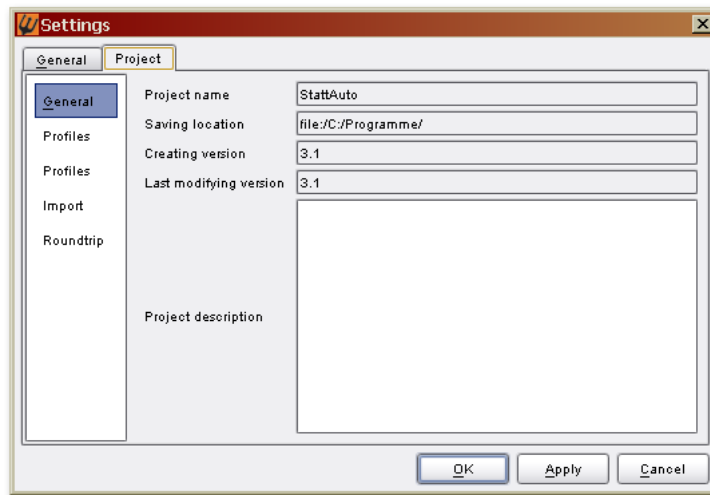 Settings
General Project
General
Profiles
Profiles
Import
Roundtrip
Project name StattAuto
Saving location file:/C:/Programme/
Creating version 3.1
Last modifying version 3.1
Project description
OK Apply Cancel